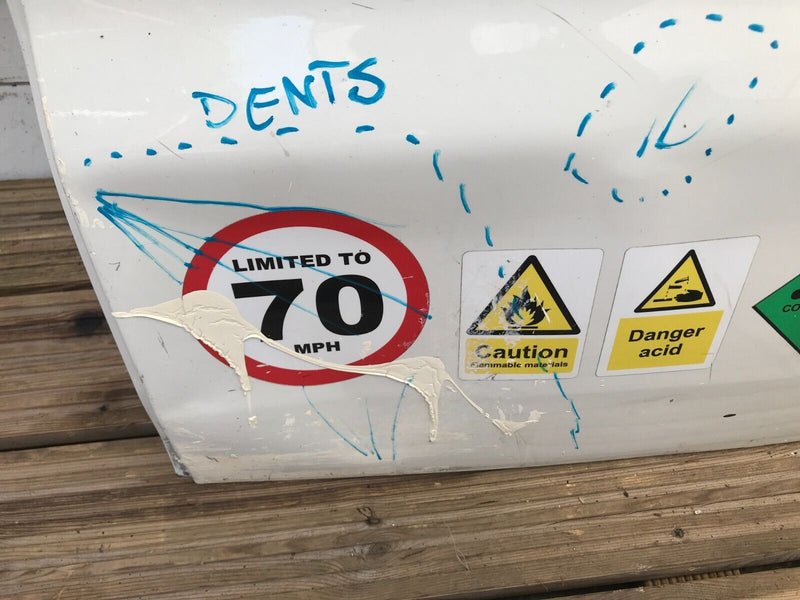 DENTS
LIMITED TO
70
MPH
Caution
flammable materials
Danger
acid